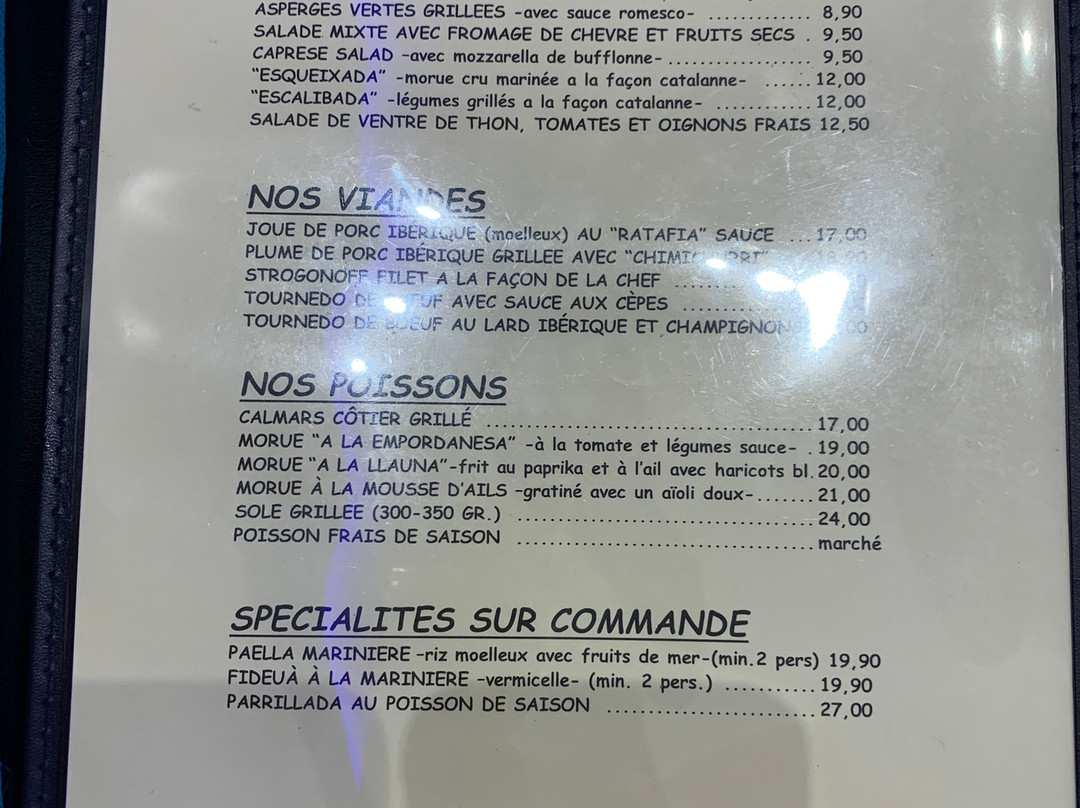 ASPERGES VERTES GRILLEES -avec sauce romesco- ............. 8,90
SALADE MIXTE AVEC FROMAGE DE CHEVRE ET FRUITS SECS . 9,50
CAPRESE SALAD -avec mozzarella de bufflonne-.................. 9,50
"ESQUEIXADA" -morue cru marinée a la façon catalanne- ...... 12,00
"ESCALIBADA" -légumes grillés a la façon catalanne- ............ 12,00
SALADE DE VENTRE DE THON, TOMATES ET OIGNONS FRAIS 12,50
NOS VIANDES
JOUE DE PORC IBÉRIQUE (moelleux) AU "RATAFIA" SAUCE ...17,00
PLUME DE PORC IBÉRIQUE GRILLEE AVEC "CHIMICHURRI"
STROGONOFF FILET A LA FAÇON DE LA CHEF
TOURNEDO DE BOEUF AVEC SAUCE AUX CÈPES
TOURNEDO DE BOEUF AU LARD IBÉRIQUE ET CHAMPIGNONS
NOS POISSONS
CALMARS CÔTIER GRILLÉ ..........................................17,00
MORUE "A LA EMPORDANESA" -à la tomate et légumes sauce- .19,00
MORUE "A LA LLAUNA"-frit au paprika et à l'ail avec haricots bl.20,00
MORUE À LA MOUSSE D'AILS -gratiné avec un aïoli doux-.......21,00
SOLE GRILLEE (300-350 GR.) .....................................24,00
POISSON FRAIS DE SAISON .....................................marché
SPECIALITES SUR COMMANDE
PAELLA MARINIERE -riz moelleux avec fruits de mer-(min.2 pers) 19,90
FIDEUÀ À LA MARINIERE -vermicelle- (min. 2 pers.) ...........19,90
PARRILLADA AU POISSON DE SAISON .........................27,00